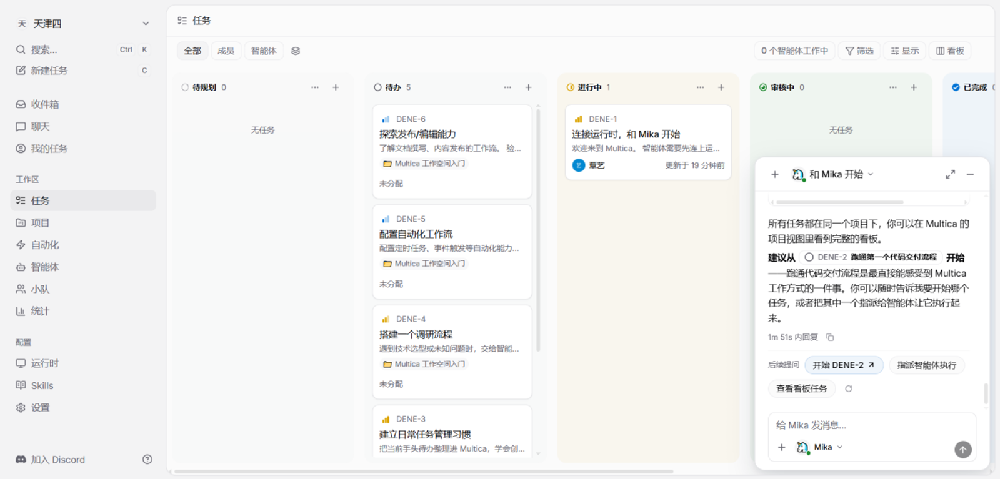 天 天津四
搜索... Ctrl K
新建任务 C
收件箱
聊天
我的任务
工作区
任务
项目
自动化
智能体
小队
统计
配置
运行时
Skills
设置
加入 Discord
任务
全部 成员 智能体
0 个智能体工作中 筛选 显示 看板
待规划 0
无任务
待办 5
DENE-6
探索发布/编辑能力
了解文档撰写、内容发布的工作流。 验...
Multica 工作空间入门
未分配
DENE-5
配置自动化工作流
配置定时任务、事件触发等自动化能力...
Multica 工作空间入门
未分配
DENE-4
搭建一个调研流程
遇到技术选型或未知问题时，交给智能...
Multica 工作空间入门
未分配
DENE-3
建立日常任务管理习惯
把当前手头待办整理进 Multica，学会创...
进行中 1
DENE-1
连接运行时，和 Mika 开始
欢迎来到 Multica。 智能体需要先连上运...
艺 覃艺 更新于 19 分钟前
审核中 0
无任务
已完成 0
和 Mika 开始
所有任务都在同一个项目下，你可以在 Multica 的
项目视图里看到完整的看板。
建议从 DENE-2 跑通第一个代码交付流程 开始
——跑通代码交付流程是最直接能感受到 Multica
工作方式的一件事。你可以随时告诉我要开始哪个
任务，或者把其中一个指派给智能体让它执行起
来。
1m 51s 内回复
后续提问 开始 DENE-2 指派智能体执行
查看看板任务
给 Mika 发消息...
Mika